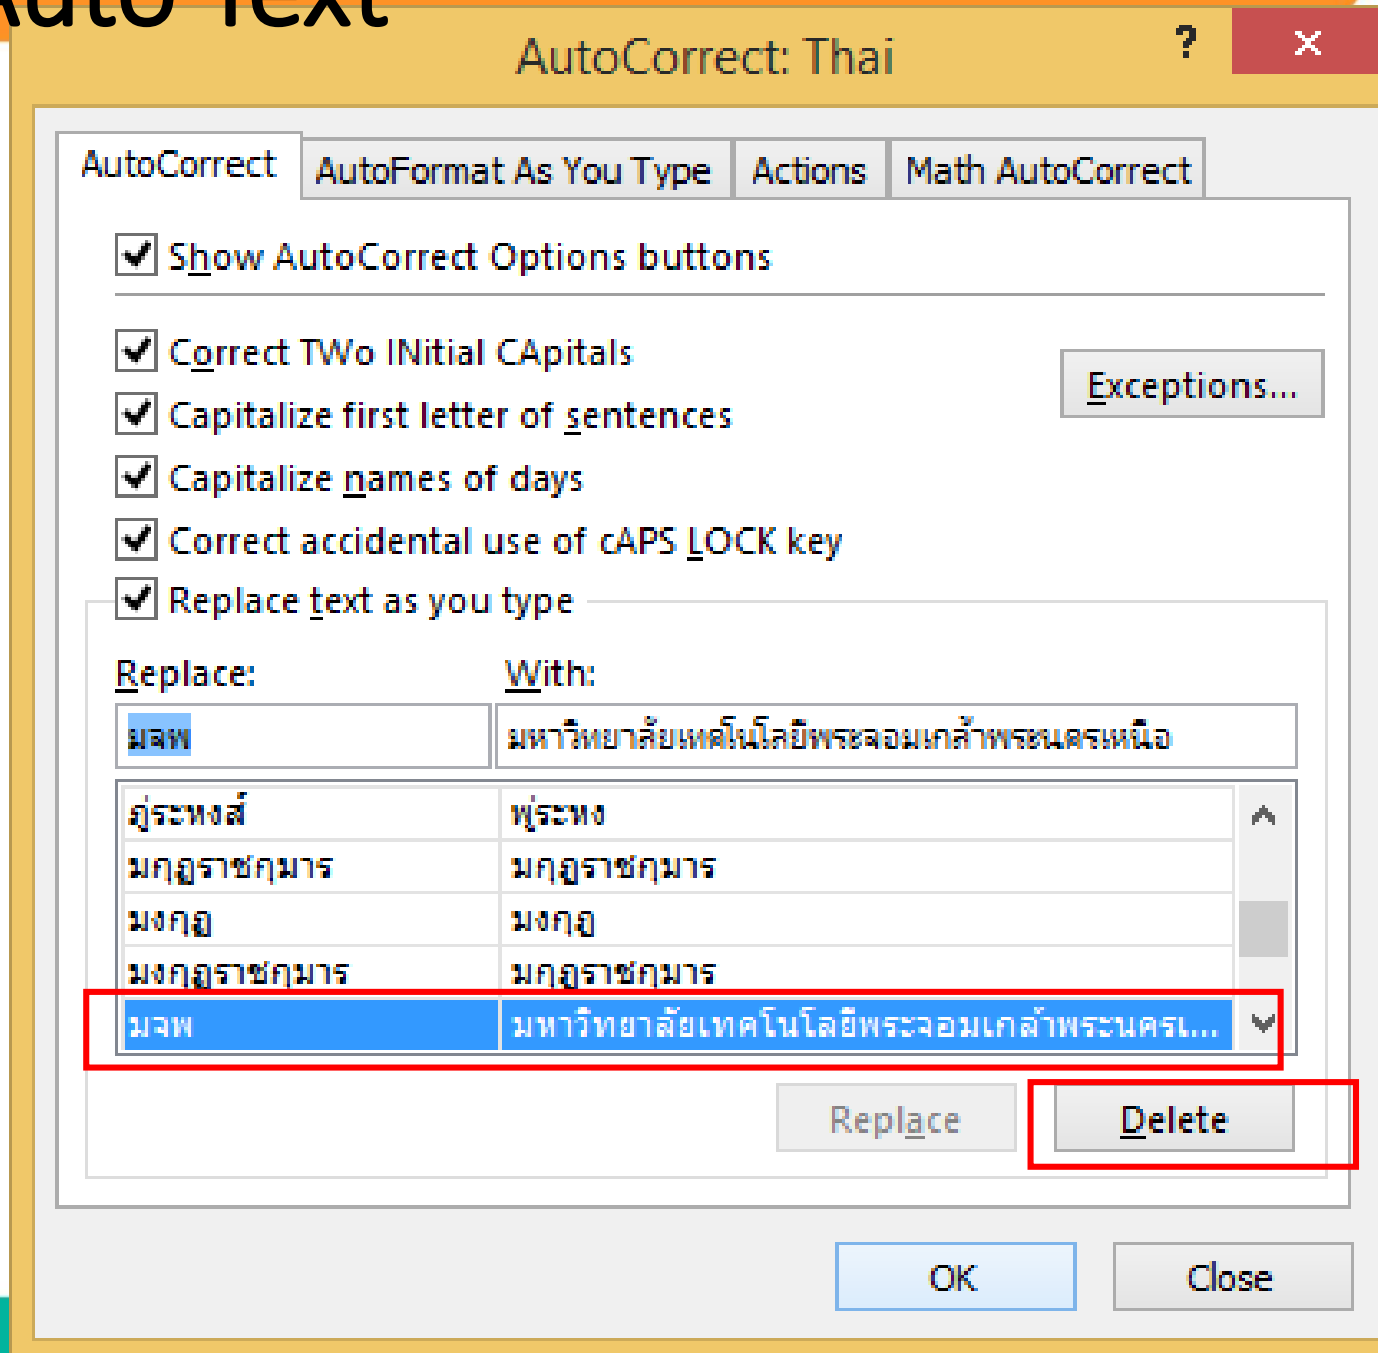 Auto Text
AutoCorrect: Thai
?
AutoCorrect AutoFormat As You Type Actions Math AutoCorrect
Show AutoCorrect Options buttons
Correct TWo INitial CApitals
Exceptions...
Capitalize first letter of sentences
Capitalize names of days
Correct accidental use of cAPS LOCK key
Replace text as you type
Replace: With:
มจพ มหาวิทยาลัยเทคโนโลยีพระจอมเกล้าพระนครเหนือ
ภู่ระหงส์ พู่ระหง
มกุฎราชกุมาร มกุฎราชกุมาร
มงกุฎ มงกุฎ
มงกุฎราชกุมาร มกุฎราชกุมาร
มจพ มหาวิทยาลัยเทคโนโลยีพระจอมเกล้าพระนครเ...
Replace Delete
OK Close